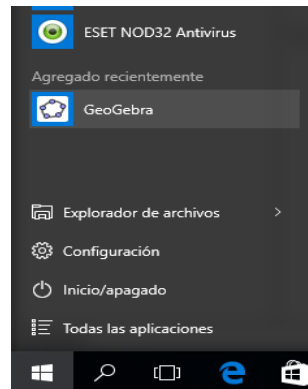 ESET NOD32 Antivirus
Agregado recientemente
GeoGebra
Explorador de archivos
Configuración
Inicio/apagado
Todas las aplicaciones